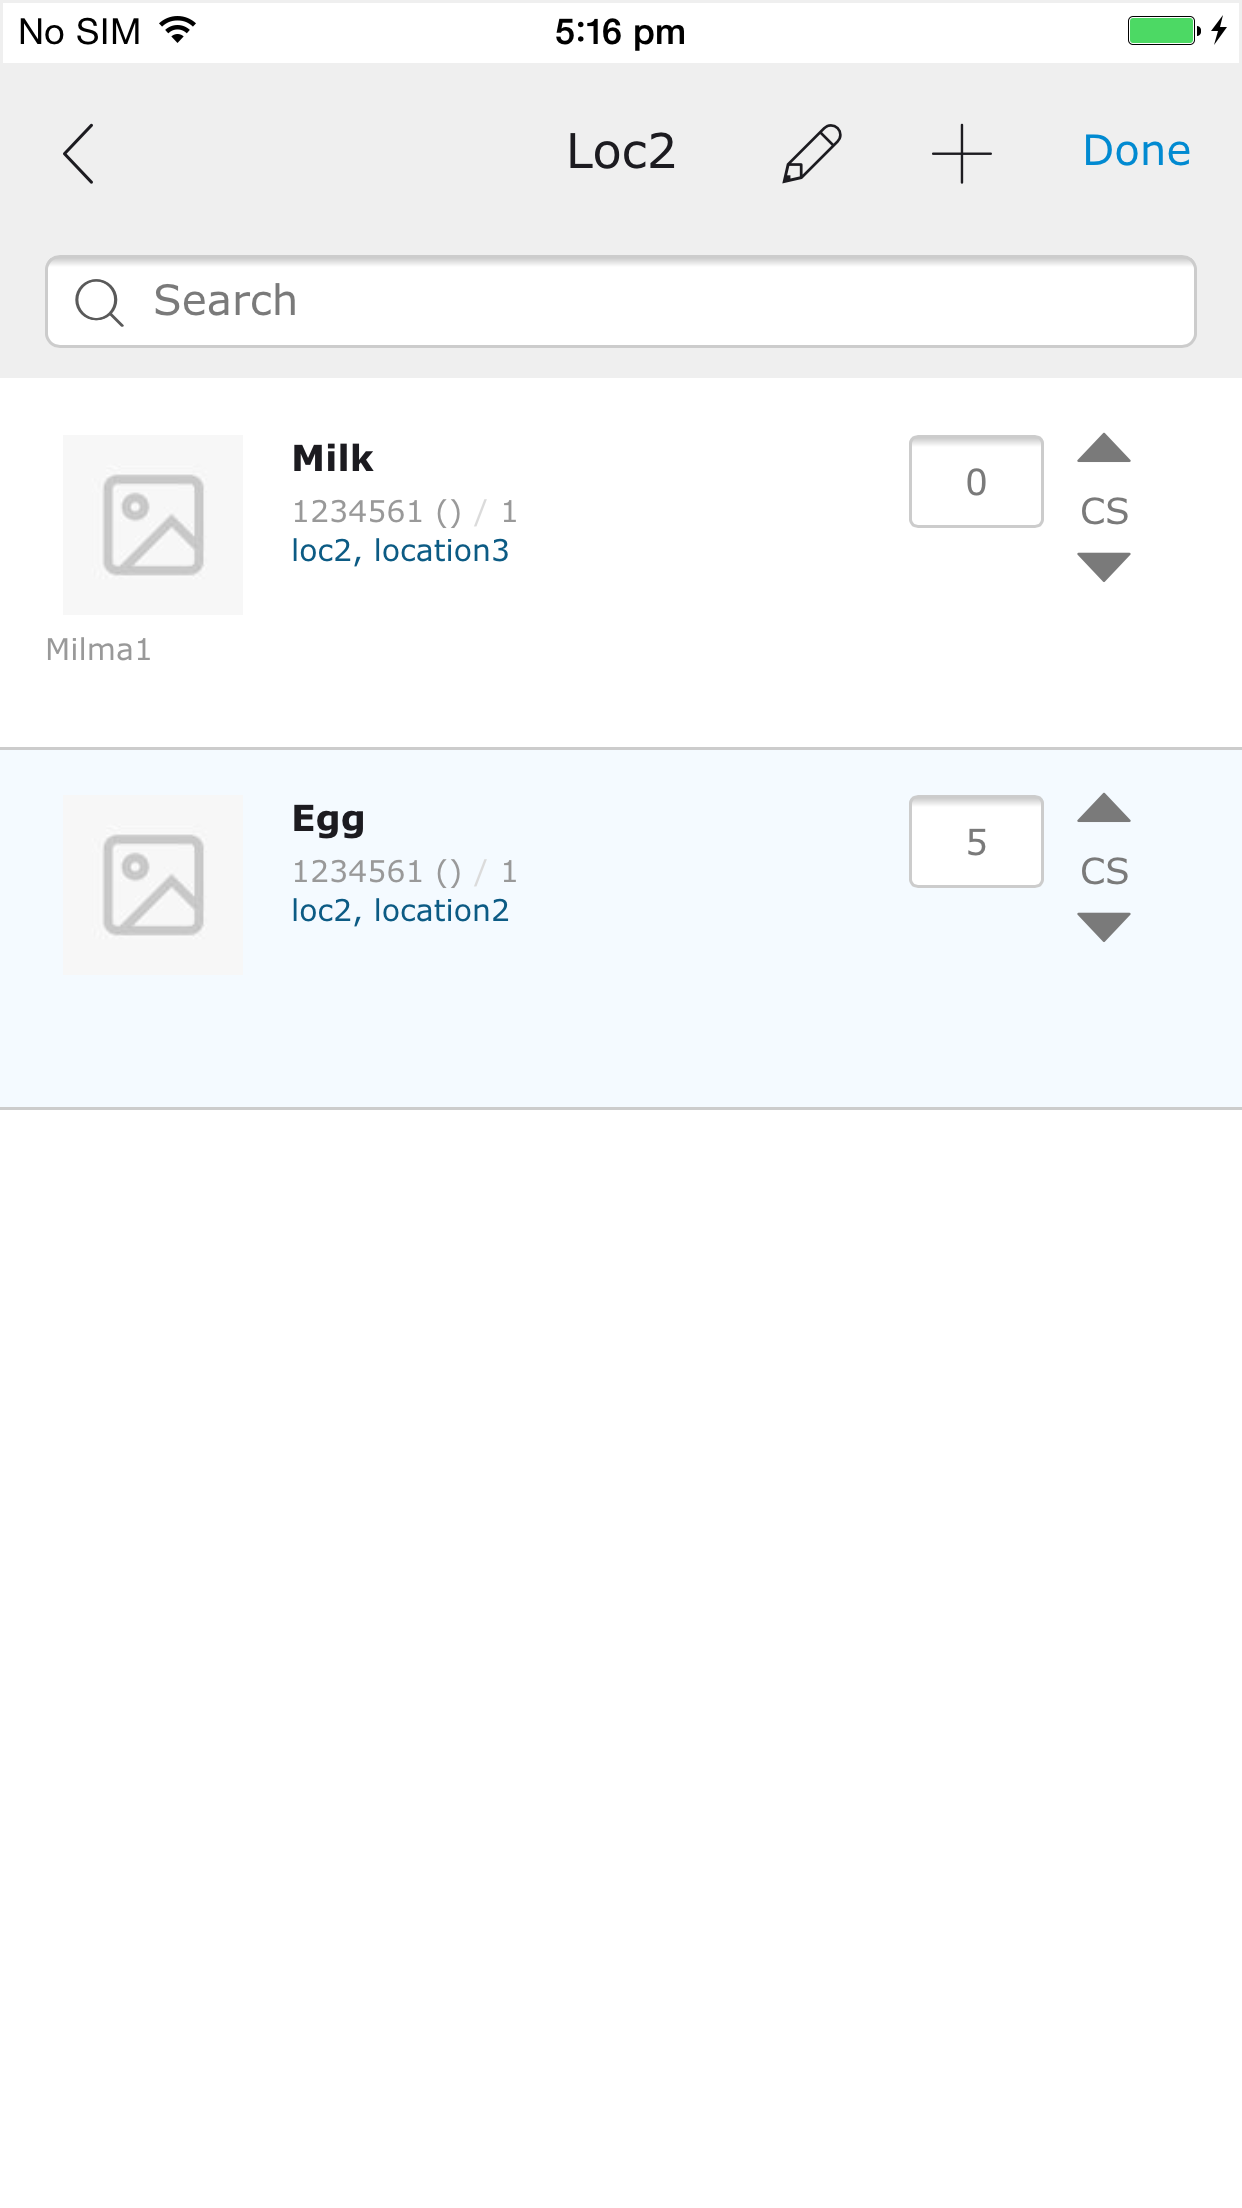 No SIM 5:16 pm
Loc2 Done
Search
Milk
1234561 () / 1
loc2, location3
0
CS
Milma1
Egg
1234561 () / 1
loc2, location2
5
CS